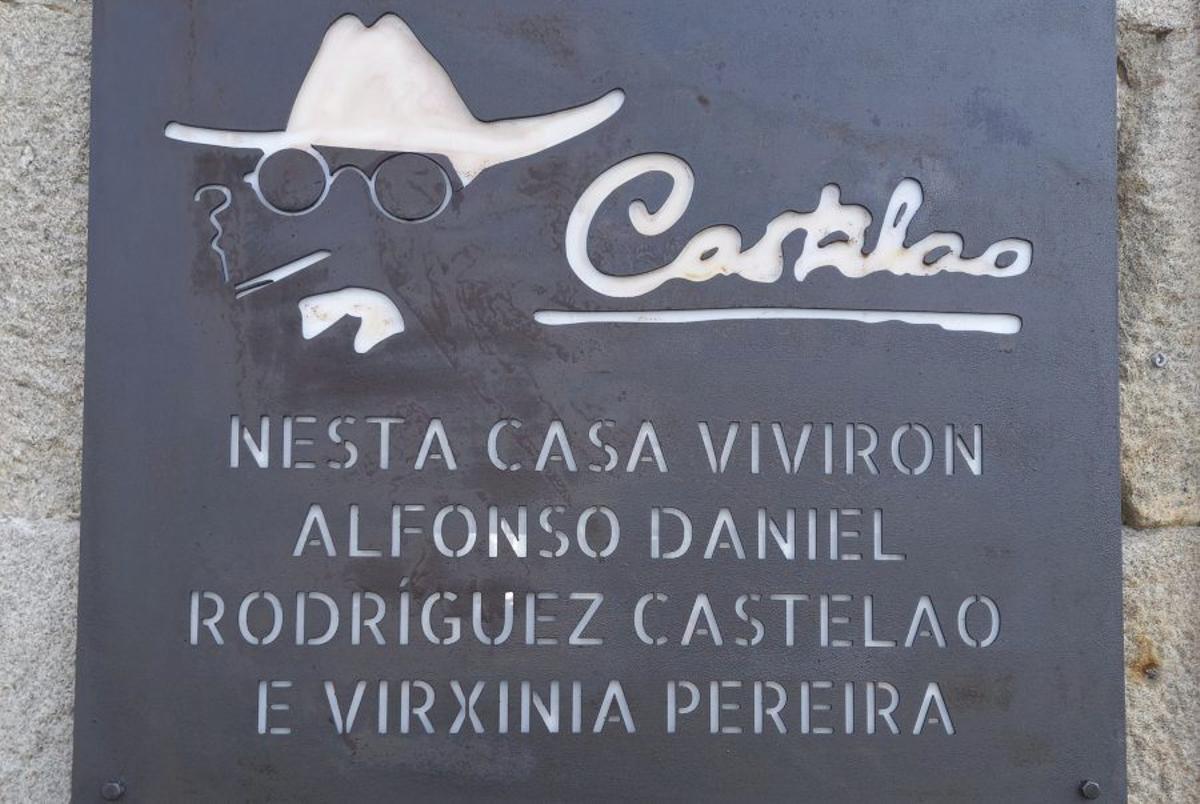 Castelao
NESTA CASA VIVIRON
ALFONSO DANIEL
RODRÍGUEZ CASTELAO
E VIRXINIA PEREIRA